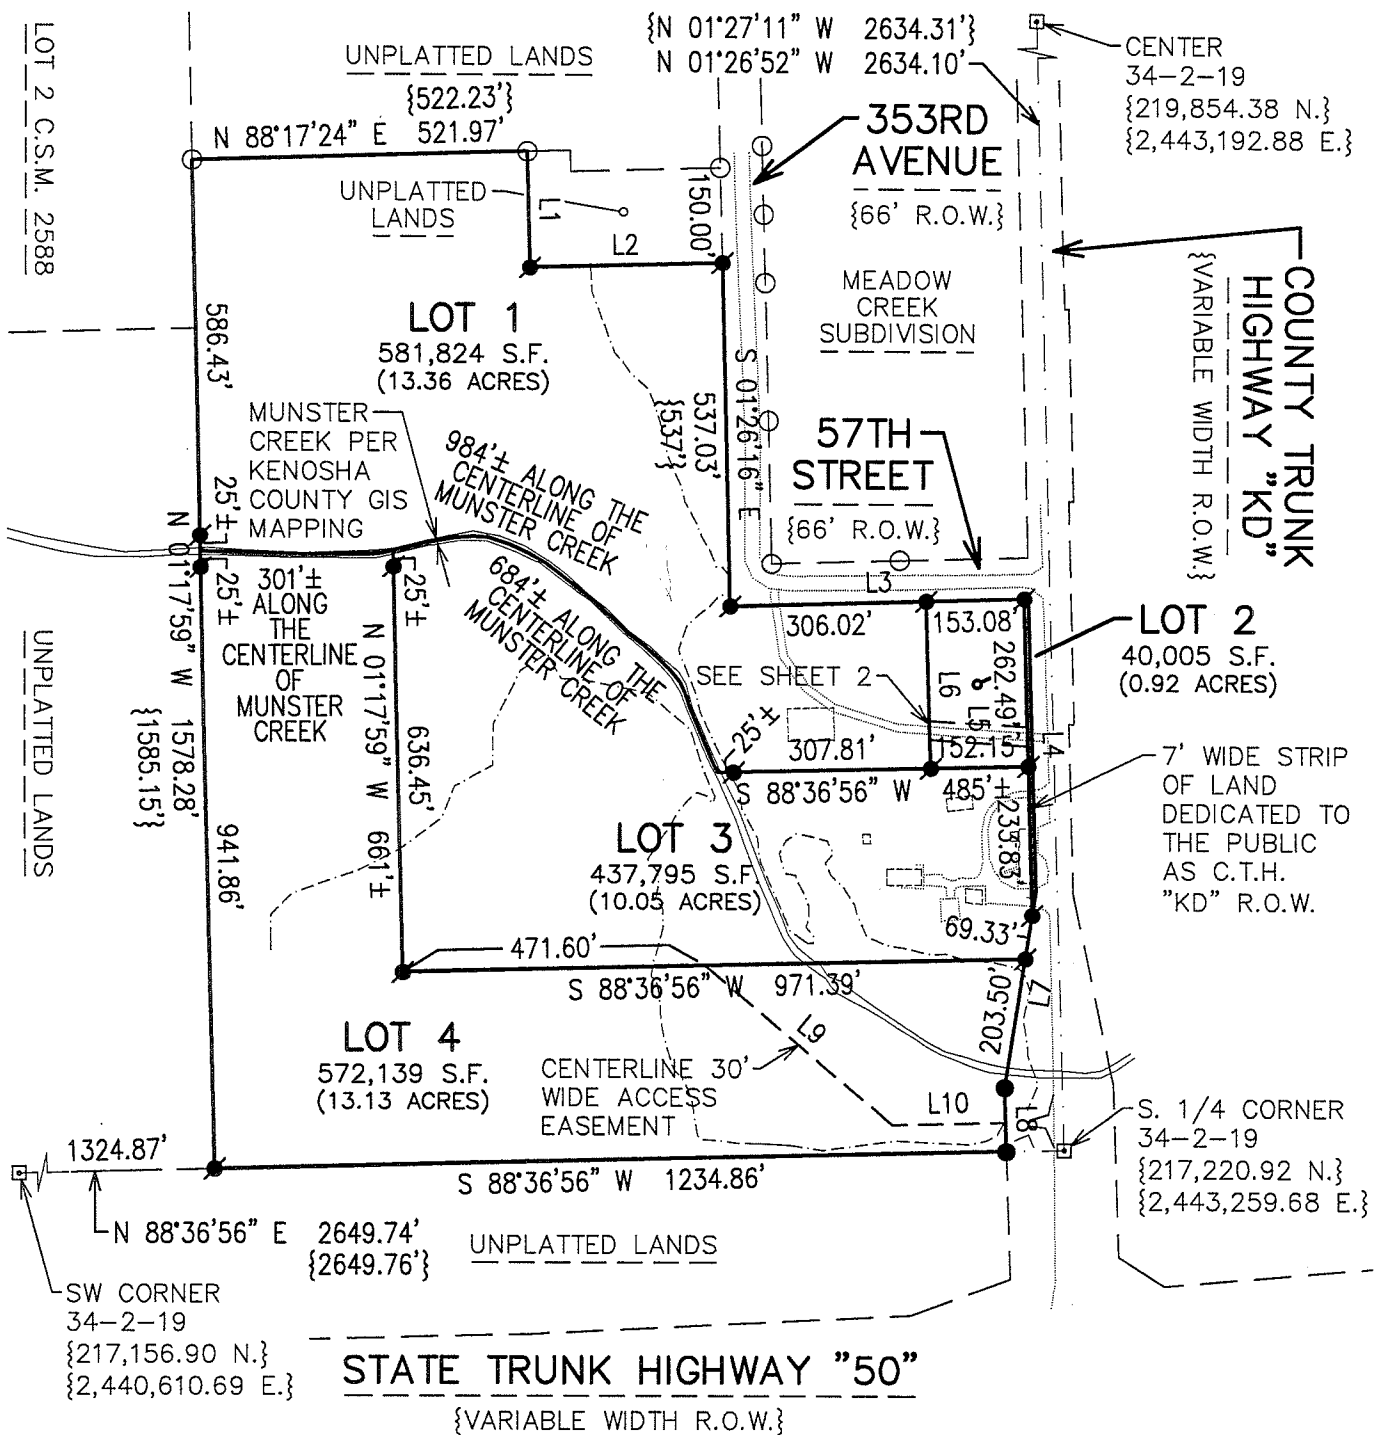 {N 01°27'11" W 2634.31'}
N 01°26'52" W 2634.10'
CENTER
34-2-19
{219,854.38 N.}
{2,443,192.88 E.}
LOT 2 C.S.M. 2588
UNPLATTED LANDS
{522.23'}
N 88°17'24" E 521.97'
353RD
AVENUE
{66' R.O.W.}
UNPLATTED
LANDS
L1
L2
150.00'
COUNTY TRUNK
HIGHWAY "KD"
{VARIABLE WIDTH R.O.W.}
MEADOW
CREEK
SUBDIVISION
LOT 1
581,824 S.F.
(13.36 ACRES)
586.43'
S 01°26'16" E
537.03'
{537'}
57TH
STREET
{66' R.O.W.}
MUNSTER
CREEK PER
KENOSHA
COUNTY GIS
MAPPING
984'± ALONG THE
CENTERLINE OF
MUNSTER CREEK
684'± ALONG THE
CENTERLINE OF
MUNSTER CREEK
25'±
25'±
25'±
301'±
ALONG
THE
CENTERLINE
OF
MUNSTER
CREEK
L3
306.02'
153.08'
LOT 2
40,005 S.F.
(0.92 ACRES)
262.49'
SEE SHEET 2
L6
L5
L4
25'±
307.81'
152.15'
S 88°36'56" W 485'±
233.83'
7' WIDE STRIP
OF LAND
DEDICATED TO
THE PUBLIC
AS C.T.H.
"KD" R.O.W.
UNPLATTED LANDS
N 01°17'59" W 1578.28'
{1585.15'}
941.86'
636.45'
N 01°17'59" W 661'±
LOT 3
437,795 S.F.
(10.05 ACRES)
69.33'
471.60'
S 88°36'56" W 971.39'
203.50'
L7
L9
LOT 4
572,139 S.F.
(13.13 ACRES)
CENTERLINE 30'
WIDE ACCESS
EASEMENT
L10
L8
S. 1/4 CORNER
34-2-19
{217,220.92 N.}
{2,443,259.68 E.}
1324.87'
S 88°36'56" W 1234.86'
N 88°36'56" E 2649.74'
{2649.76'}
UNPLATTED LANDS
SW CORNER
34-2-19
{217,156.90 N.}
{2,440,610.69 E.}
STATE TRUNK HIGHWAY "50"
{VARIABLE WIDTH R.O.W.}